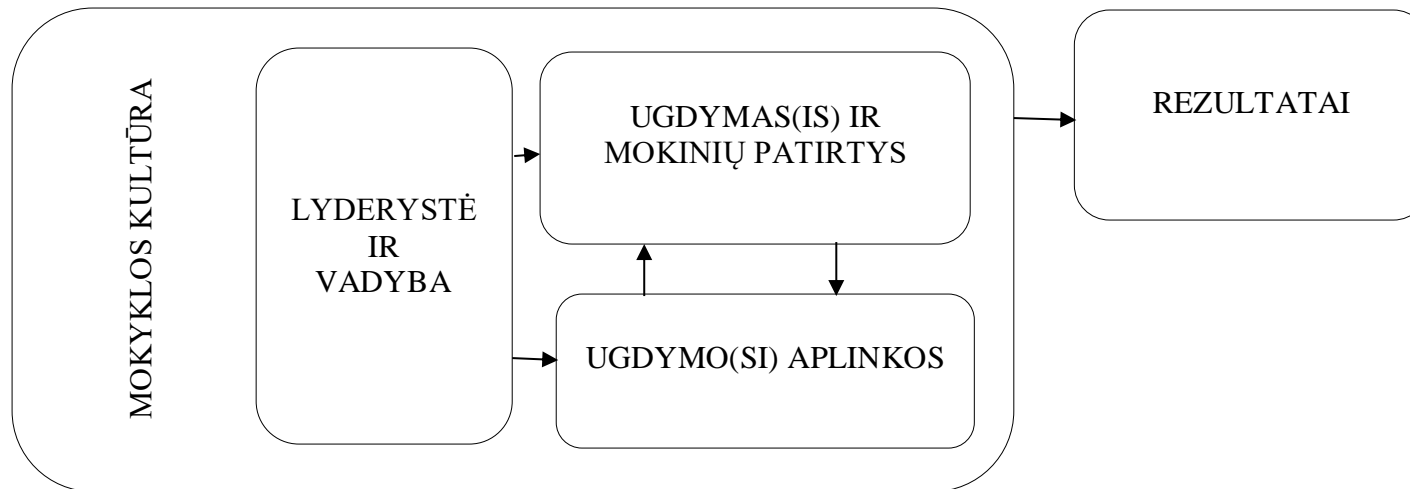 MOKYKLOS KULTŪRA
LYDERYSTĖ
IR
VADYBA
UGDYMAS(IS) IR
MOKINIŲ PATIRTYS
UGDYMO(SI) APLINKOS
REZULTATAI